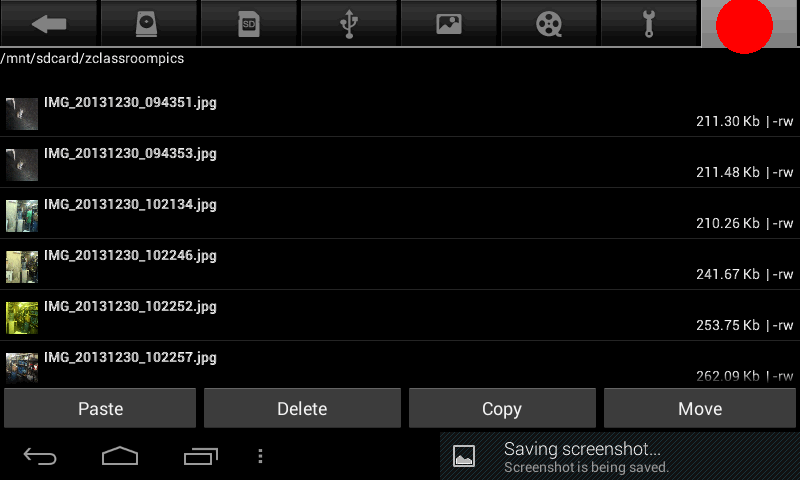 SD
/mnt/sdcard/zclassroompics
IMG_20131230_094351.jpg
211.30 Kb | -rw
IMG_20131230_094353.jpg
211.48 Kb | -rw
IMG_20131230_102134.jpg
210.26 Kb | -rw
IMG_20131230_102246.jpg
241.67 Kb | -rw
IMG_20131230_102252.jpg
253.75 Kb | -rw
IMG_20131230_102257.jpg
262.09 Kb | -rw
Paste Delete Copy Move
Saving screenshot...
Screenshot is being saved.